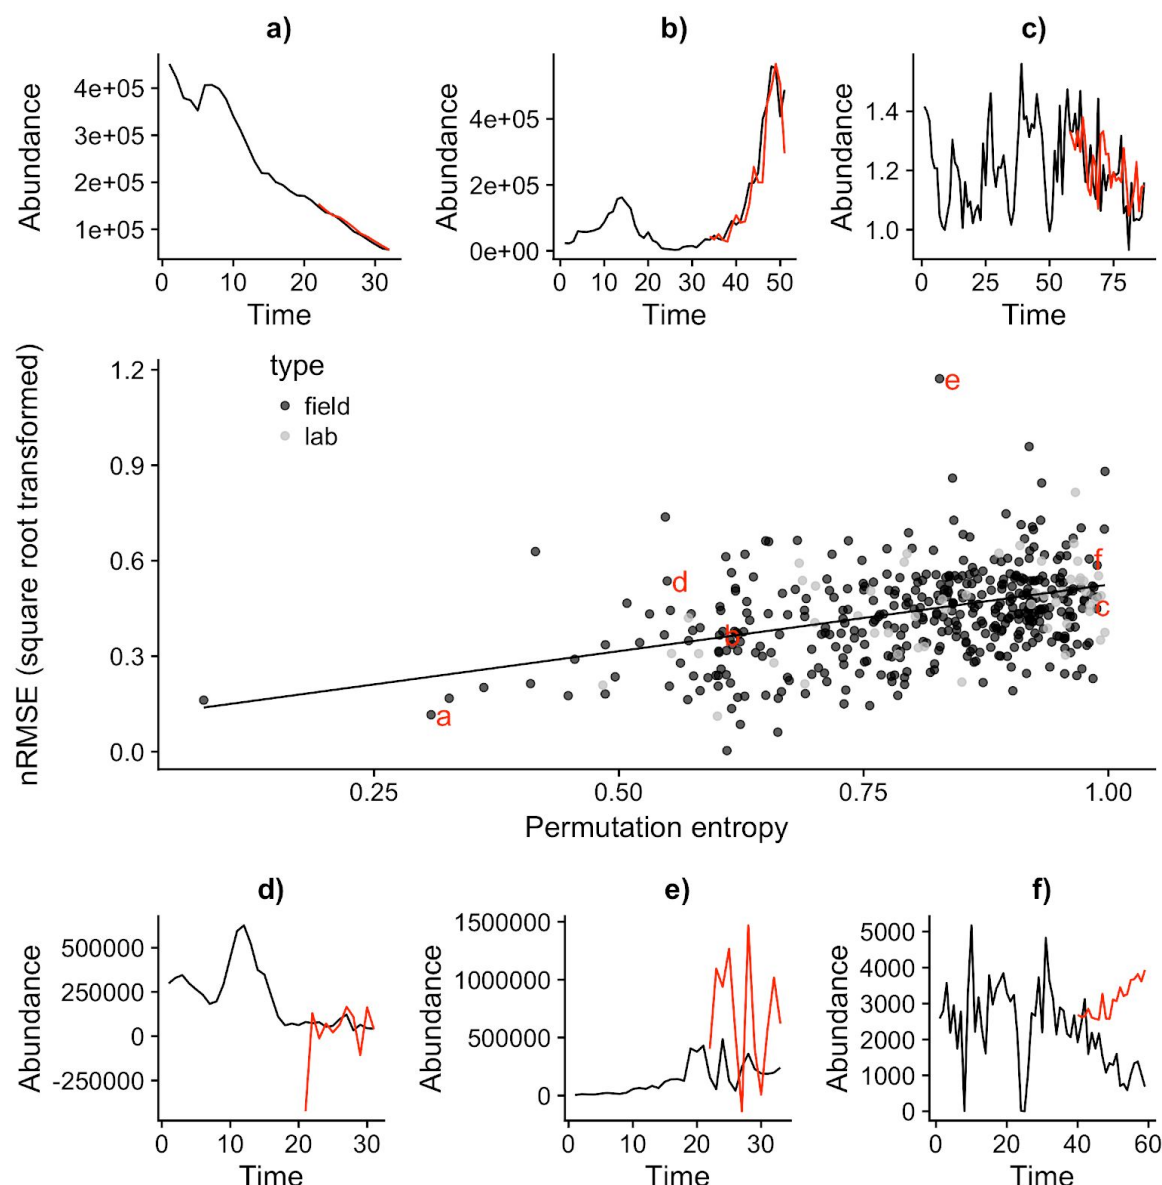 a)
b)
c)
Abundance
4e+05
3e+05
2e+05
1e+05
0 10 20 30
Time
Abundance
4e+05
2e+05
0e+00
0 10 20 30 40 50
Time
Abundance
1.4
1.2
1.0
0 25 50 75
Time
nRMSE (square root transformed)
1.2
0.9
0.6
0.3
0.0
type
field
lab
e
d
f
c
b
a
0.25 0.50 0.75 1.00
Permutation entropy
d)
e)
f)
Abundance
500000
250000
0
-250000
0 10 20 30
Time
Abundance
1500000
1000000
500000
0
0 10 20 30
Time
Abundance
5000
4000
3000
2000
1000
0
0 20 40 60
Time